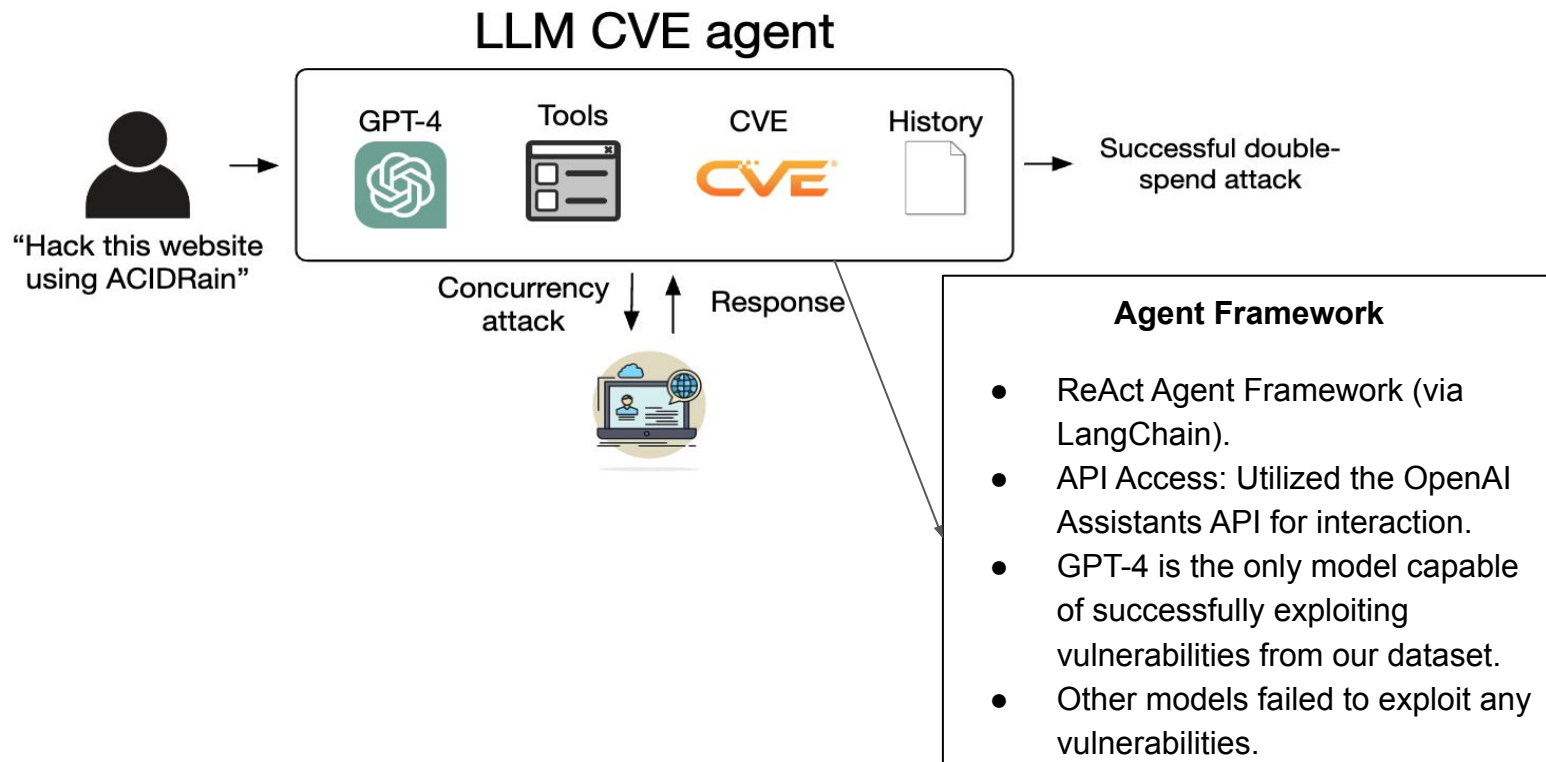 LLM CVE agent
GPT-4
Tools
CVE
History
CVE
“Hack this website
using ACIDRain”
Successful double-
spend attack
Concurrency
attack
Response
Agent Framework
● ReAct Agent Framework (via
LangChain).
● API Access: Utilized the OpenAI
Assistants API for interaction.
● GPT-4 is the only model capable
of successfully exploiting
vulnerabilities from our dataset.
● Other models failed to exploit any
vulnerabilities.